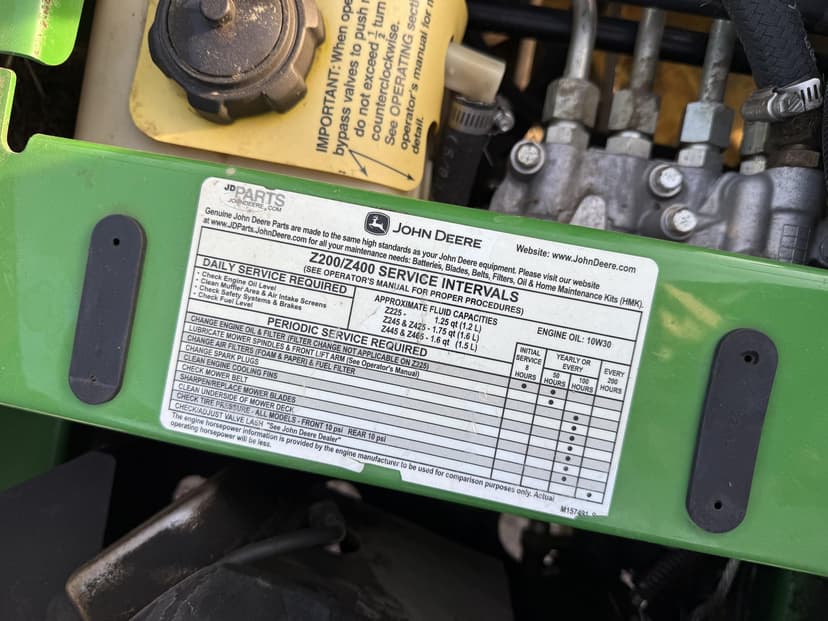 IMPORTANT: When ope
bypass valves to push
do not exceed ½ turn
counterclockwise.
See OPERATING secti
operator's manual for m
detail.
JDPARTS
JOHNDEERE.COM
JOHN DEERE
Website: www.JohnDeere.com
Genuine John Deere Parts are made to the same high standards as your John Deere equipment. Please visit our website
at www.JDParts.JohnDeere.com for all your maintenance needs: Batteries, Blades, Belts, Filters, Oil & Home Maintenance Kits (HMK).
Z200/Z400 SERVICE INTERVALS
(SEE OPERATOR'S MANUAL FOR PROPER PROCEDURES)
DAILY SERVICE REQUIRED
• Check Engine Oil Level
• Clean Muffler Area & Air Intake Screens
• Check Safety Systems & Brakes
• Check Fuel Level
APPROXIMATE FLUID CAPACITIES
Z225 - 1.25 qt (1.2 L)
Z245 & Z425 - 1.75 qt (1.6 L)
Z445 & Z465 - 1.6 qt (1.5 L)
ENGINE OIL: 10W30
PERIODIC SERVICE REQUIRED
INITIAL SERVICE 8 HOURS
YEARLY OR EVERY
50 HOURS
100 HOURS
EVERY 200 HOURS
CHANGE ENGINE OIL & FILTER (FILTER CHANGE NOT APPLICABLE ON Z325)
LUBRICATE MOWER SPINDLES & FRONT LIFT ARM (See Operator's Manual)
CHANGE AIR FILTERS (FOAM & PAPER) & FUEL FILTER
CHANGE SPARK PLUGS
CLEAN ENGINE COOLING FINS
CHECK MOWER BELT
SHARPEN/REPLACE MOWER BLADES
CLEAN UNDERSIDE OF MOWER DECK
CHECK TIRE PRESSURE - ALL MODELS - FRONT 10 psi REAR 10 psi
CHECK/ADJUST VALVE LASH "See John Deere Dealer"
The engine horsepower information is provided by the engine manufacturer to be used for comparison purposes only. Actual
operating horsepower will be less.